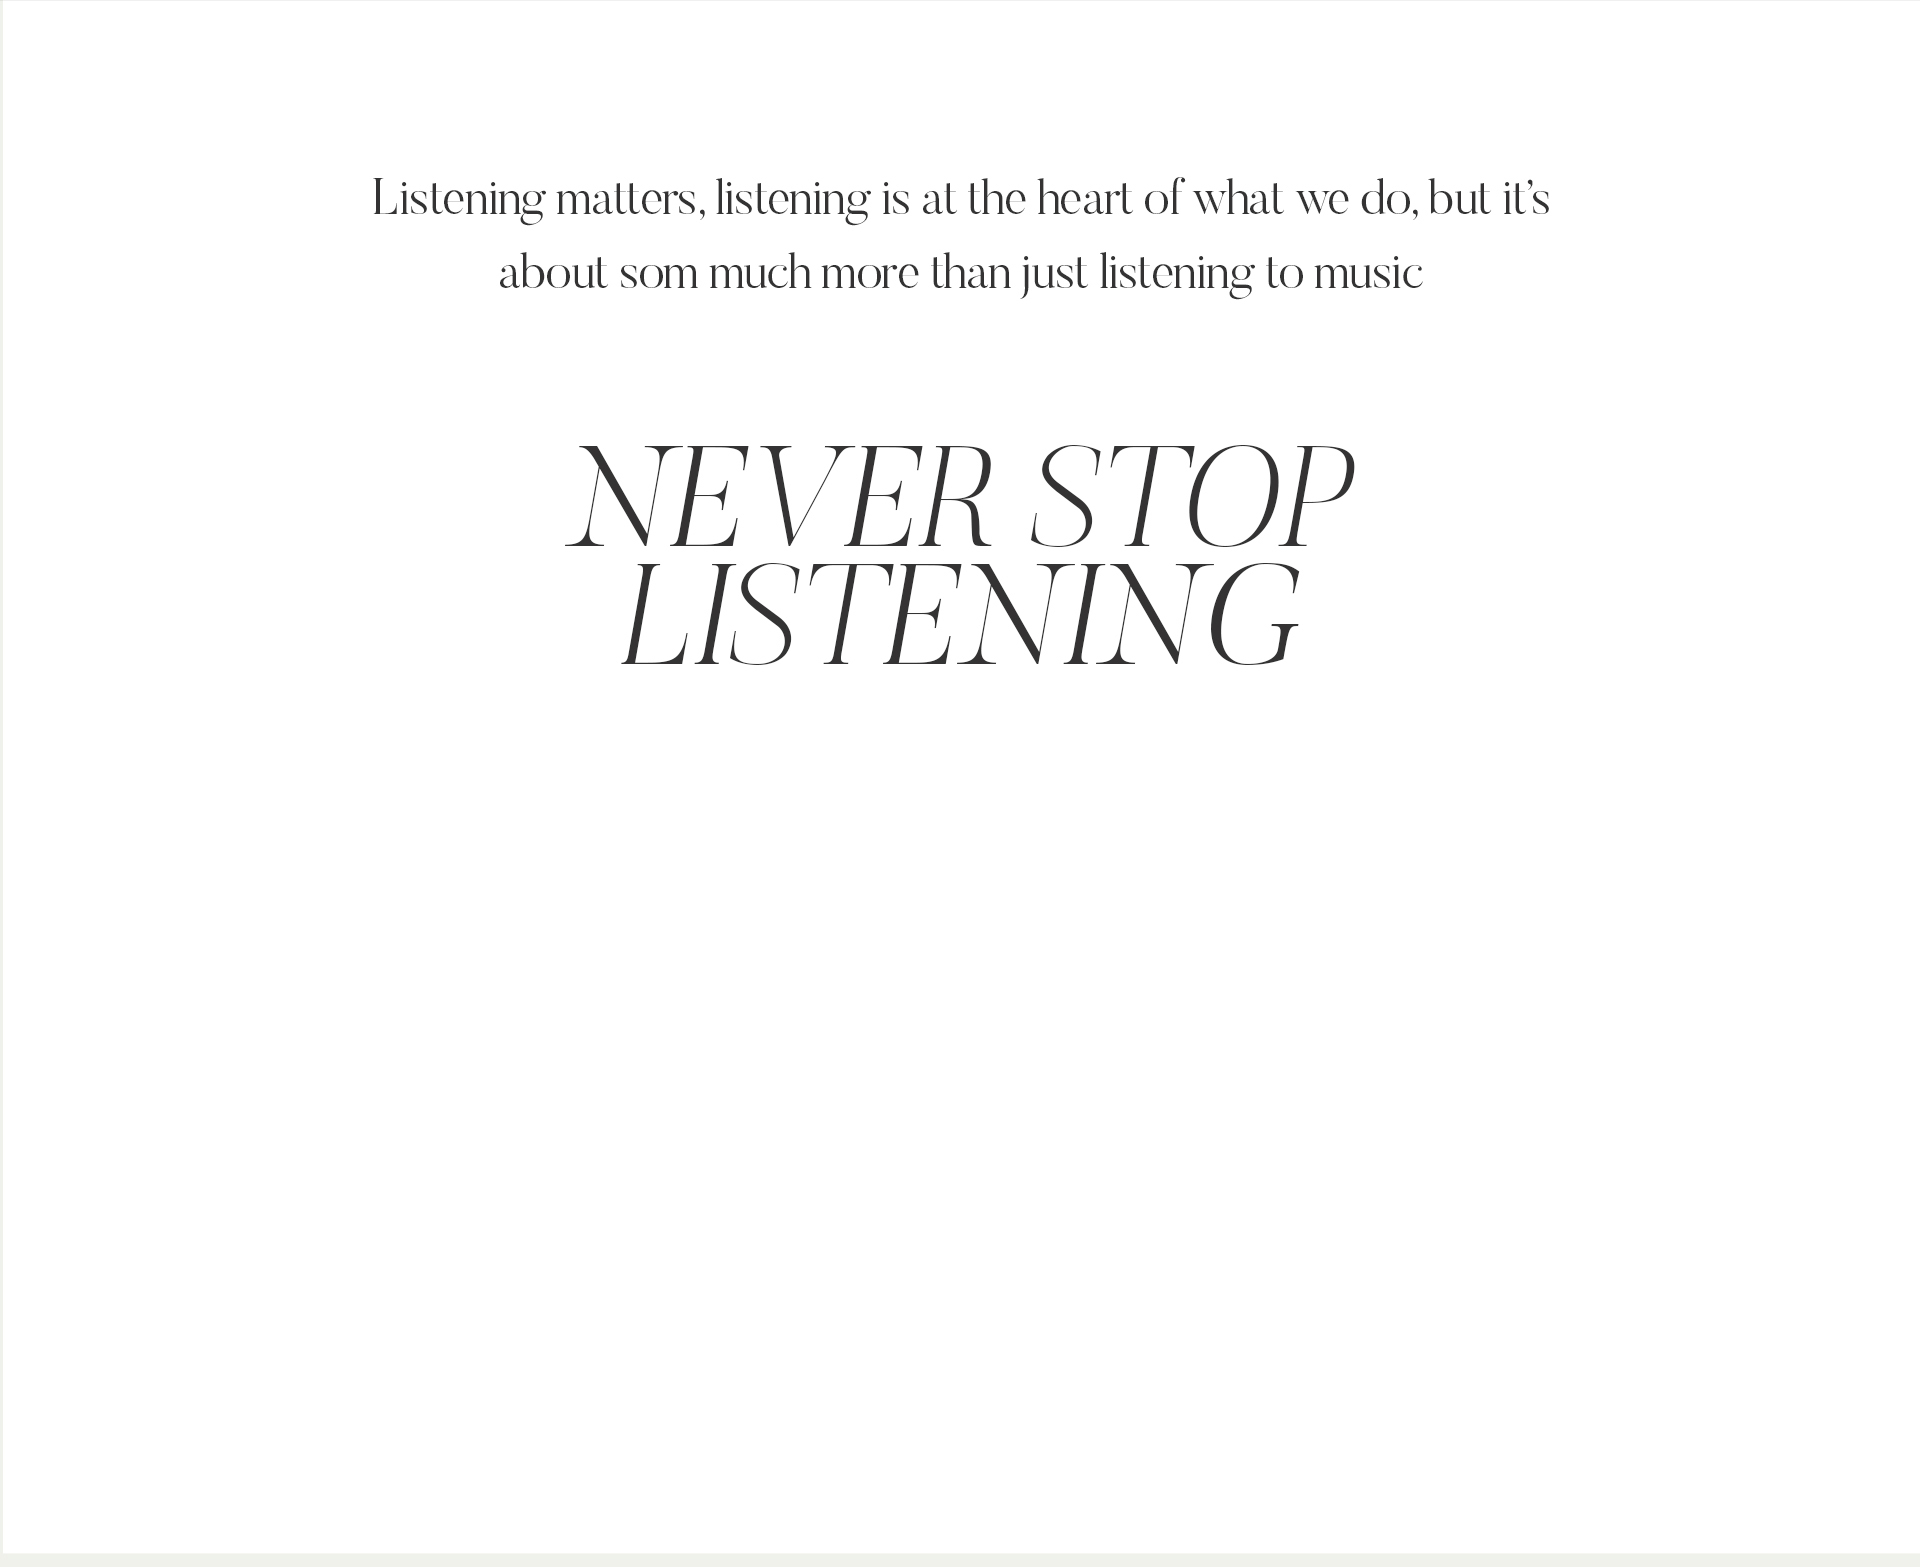 Listening matters, listening is at the heart of what we do, but it’s
about som much more than just listening to music
NEVER STOP
LISTENING